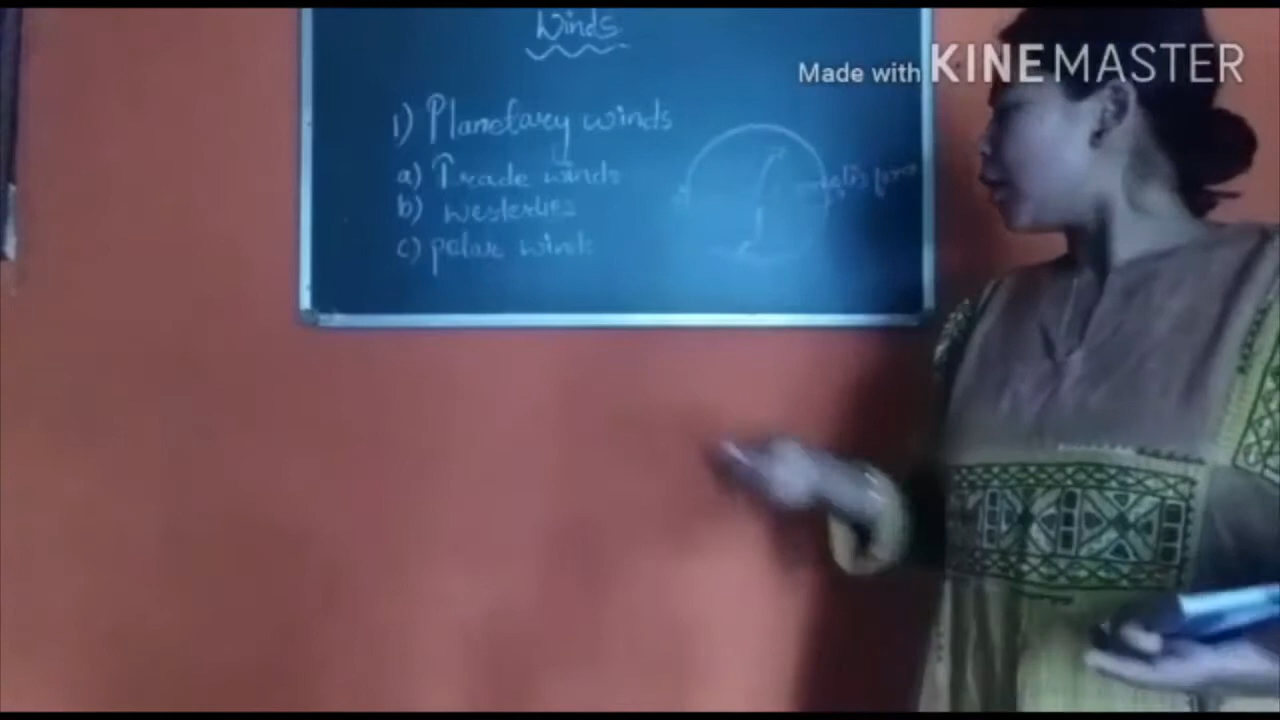 Winds
Made with KINEMASTER
1) Planetary winds
a) Trade winds
b) westerlies
c) polar winds